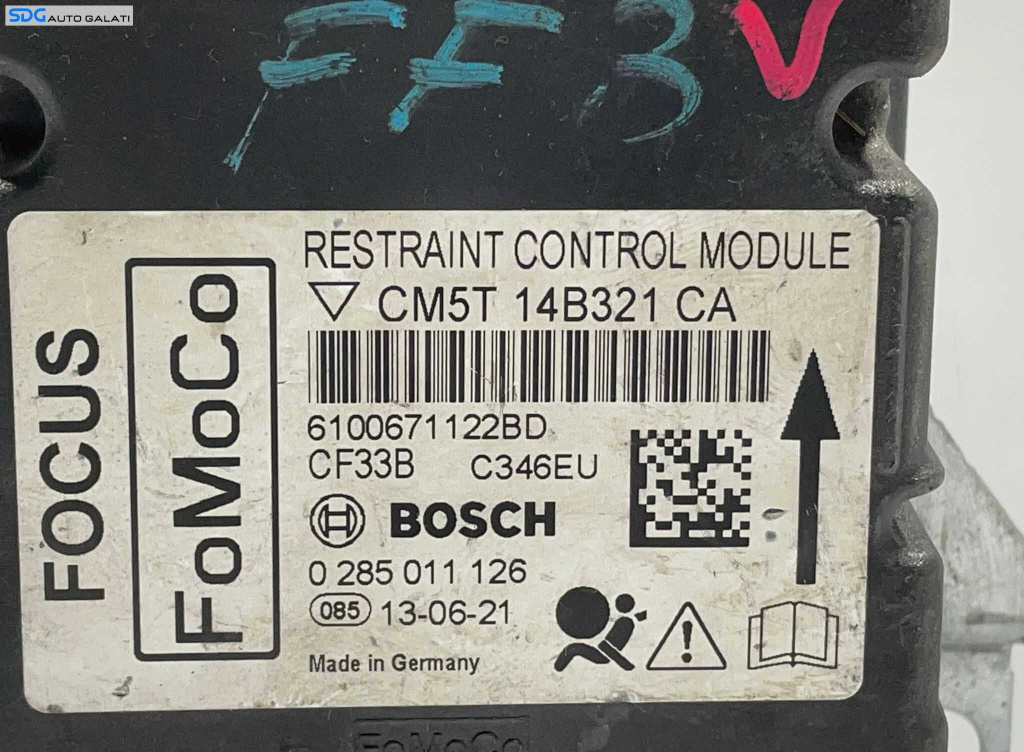 SDG AUTO GALATI
FF3 V
RESTRAINT CONTROL MODULE
CM5T 14B321 CA
6100671122BD
CF33B C346EU
BOSCH
0 285 011 126
085 13-06-21
Made in Germany
FOCUS
FoMoCo
FoMoCo